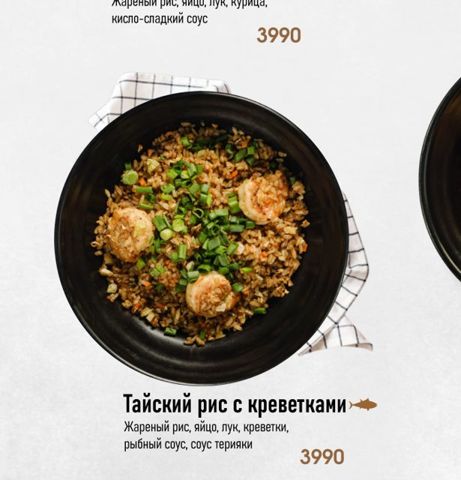 Жареный рис, яйцо, лук, курица,
кисло-сладкий соус
3990
Тайский рис с креветками
Жареный рис, яйцо, лук, креветки,
рыбный соус, соус терияки
3990